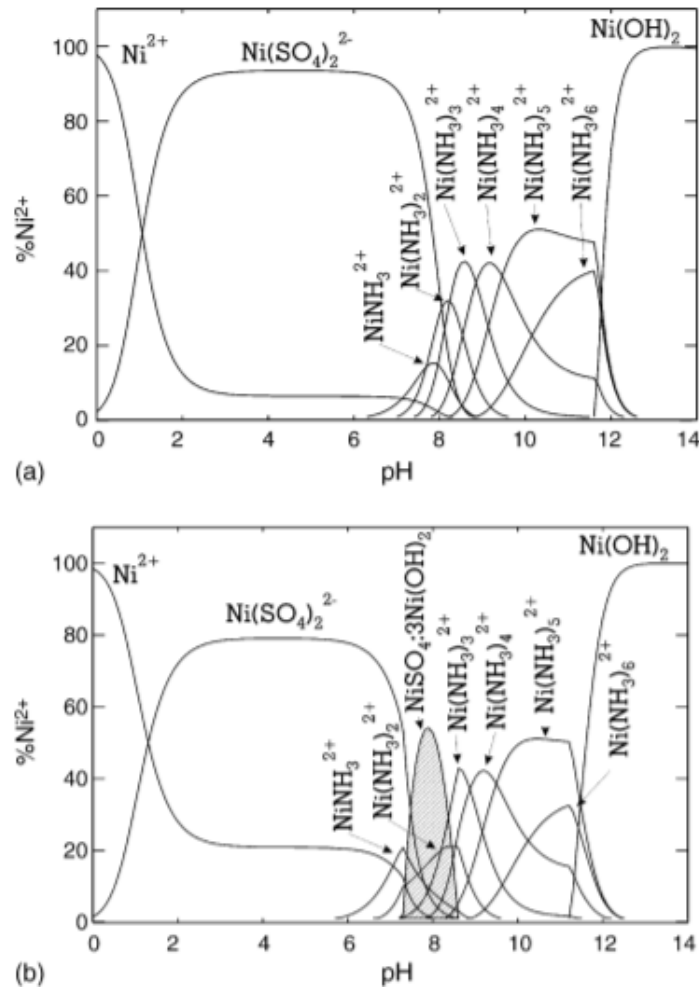 Ni²⁺
Ni(SO₄)₂²⁻
Ni(OH)₂
NiNH₃²⁺
Ni(NH₃)₂²⁺
Ni(NH₃)₃²⁺
Ni(NH₃)₄²⁺
Ni(NH₃)₅²⁺
Ni(NH₃)₆²⁺
%Ni²⁺
100
80
60
40
20
0
0 2 4 6 8 10 12 14
pH
(a)
Ni²⁺
Ni(SO₄)₂²⁻
Ni(OH)₂
NiNH₃²⁺
Ni(NH₃)₂²⁺
NiSO₄:3Ni(OH)₂
Ni(NH₃)₃²⁺
Ni(NH₃)₄²⁺
Ni(NH₃)₅²⁺
Ni(NH₃)₆²⁺
%Ni²⁺
100
80
60
40
20
0
0 2 4 6 8 10 12 14
pH
(b)